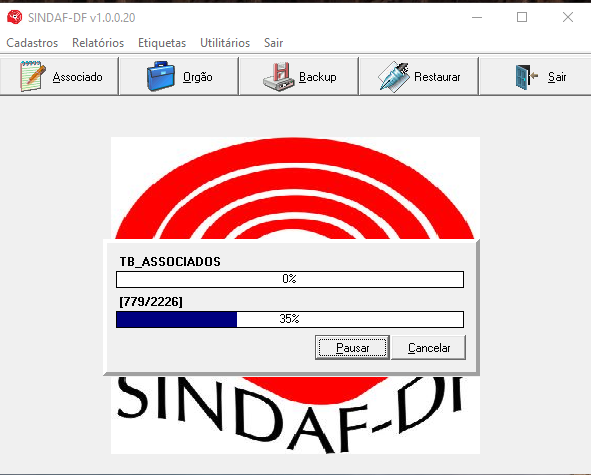 SINDAF-DF v1.0.0.20
Cadastros Relatórios Etiquetas Utilitários Sair
Associado Orgão Backup Restaurar Sair
TB_ASSOCIADOS
0%
[779/2226]
35%
Pausar Cancelar
SINDAF-DF